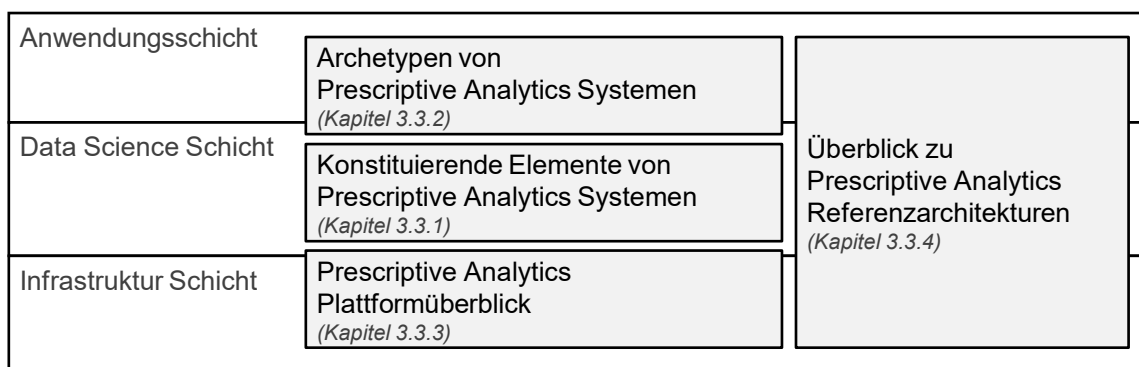 Anwendungsschicht
Archetypen von
Prescriptive Analytics Systemen
(Kapitel 3.3.2)
Data Science Schicht
Konstituierende Elemente von
Prescriptive Analytics Systemen
(Kapitel 3.3.1)
Infrastruktur Schicht
Prescriptive Analytics
Plattformüberblick
(Kapitel 3.3.3)
Überblick zu
Prescriptive Analytics
Referenzarchitekturen
(Kapitel 3.3.4)